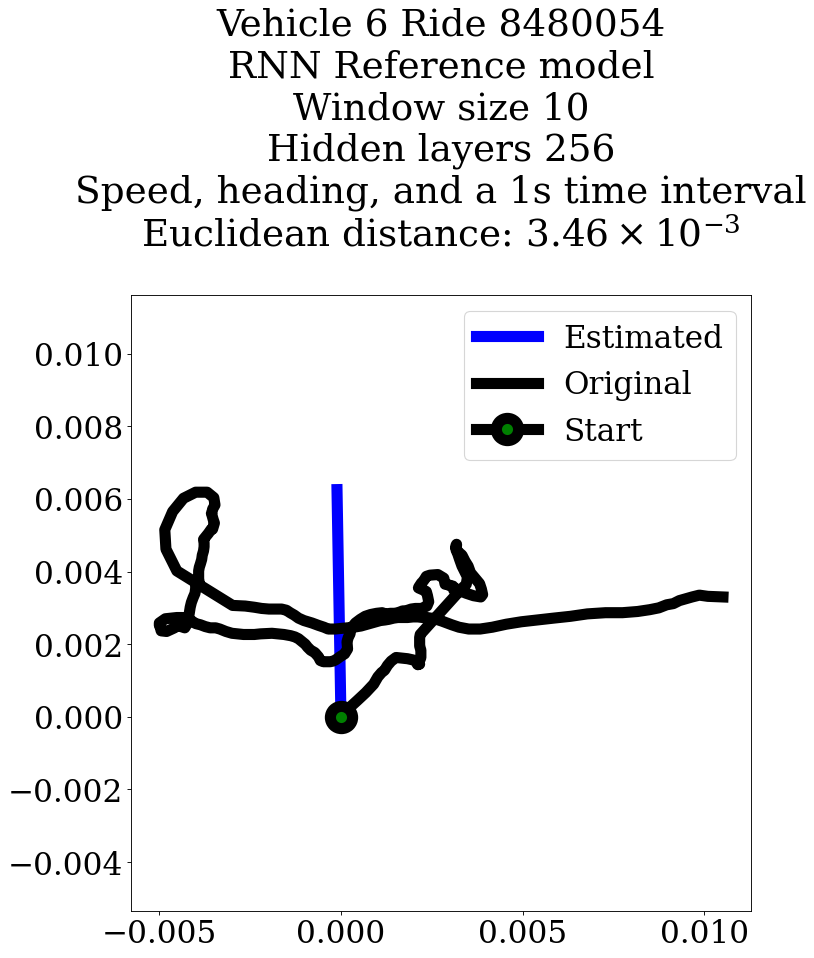 Vehicle 6 Ride 8480054
RNN Reference model
Window size 10
Hidden layers 256
Speed, heading, and a 1s time interval
Euclidean distance: 3.46 × 10⁻³
Estimated
Original
Start
0.010
0.008
0.006
0.004
0.002
0.000
−0.002
−0.004
−0.005 0.000 0.005 0.010